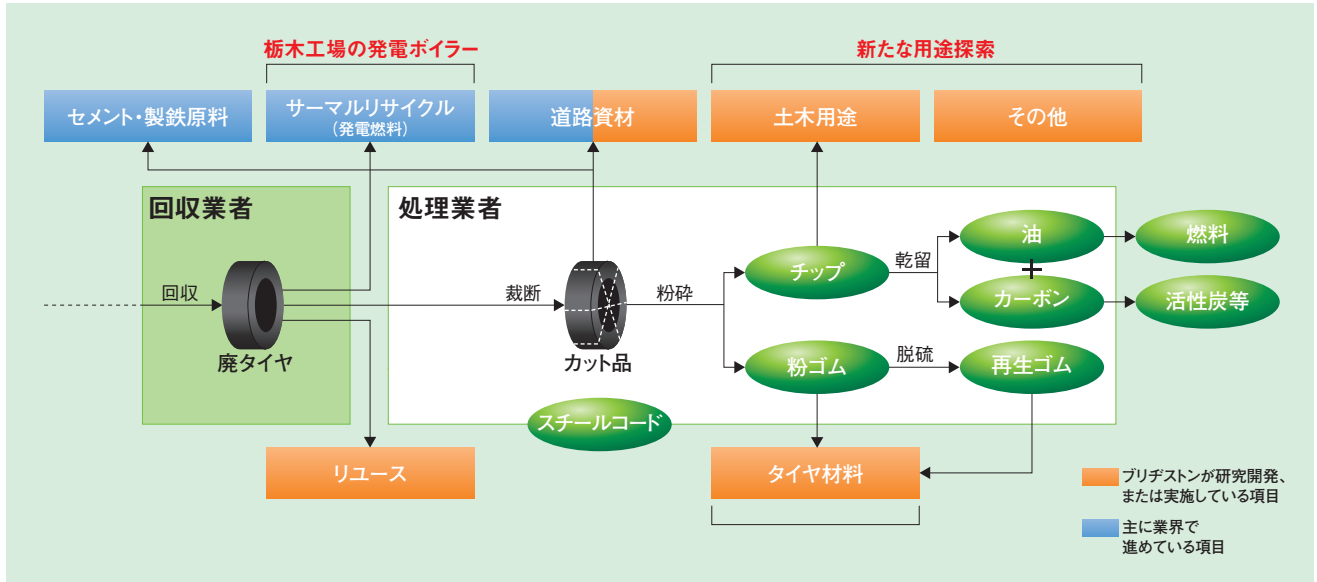 栃木工場の発電ボイラー
新たな用途探索
セメント・製鉄原料
サーマルリサイクル
（発電燃料）
道路資材
土木用途
その他
回収業者
処理業者
回収
廃タイヤ
裁断
カット品
粉砕
チップ
乾留
油
+
カーボン
燃料
活性炭等
粉ゴム
脱硫
再生ゴム
スチールコード
リユース
タイヤ材料
ブリヂストンが研究開発、
または実施している項目
主に業界で
進めている項目